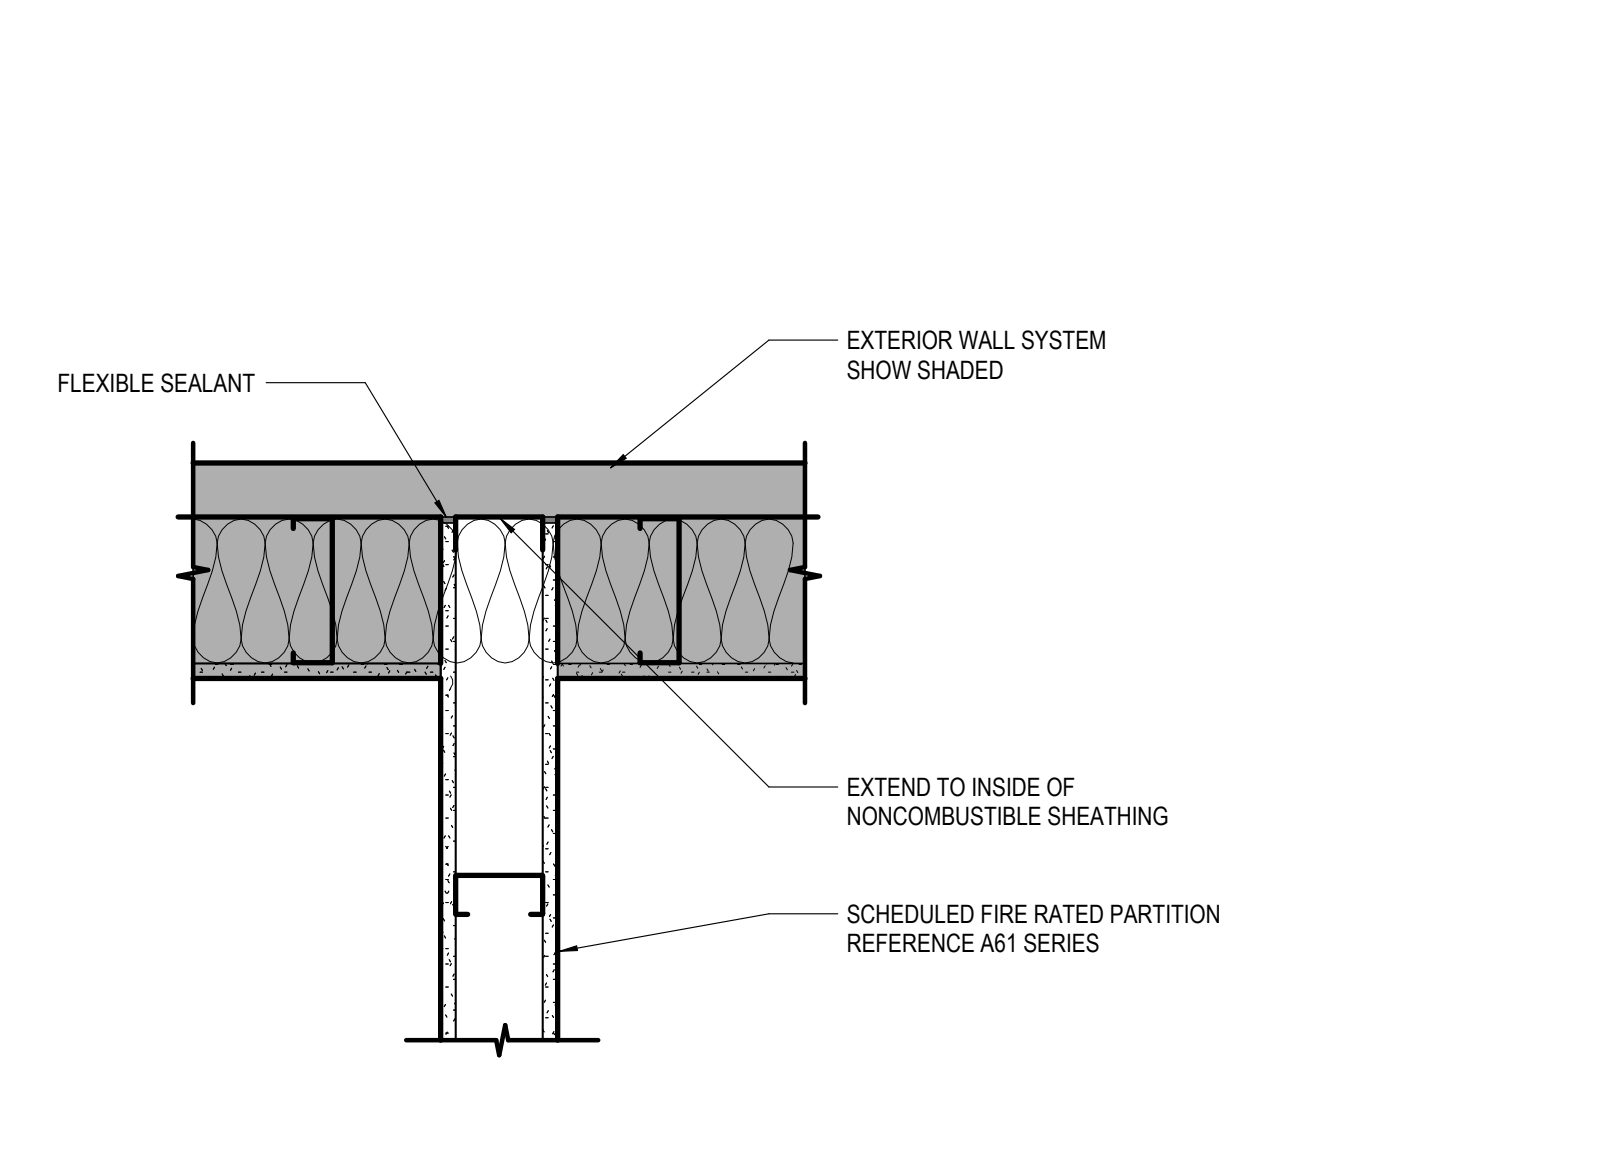 EXTERIOR WALL SYSTEM
SHOW SHADED
FLEXIBLE SEALANT
EXTEND TO INSIDE OF
NONCOMBUSTIBLE SHEATHING
SCHEDULED FIRE RATED PARTITION
REFERENCE A61 SERIES